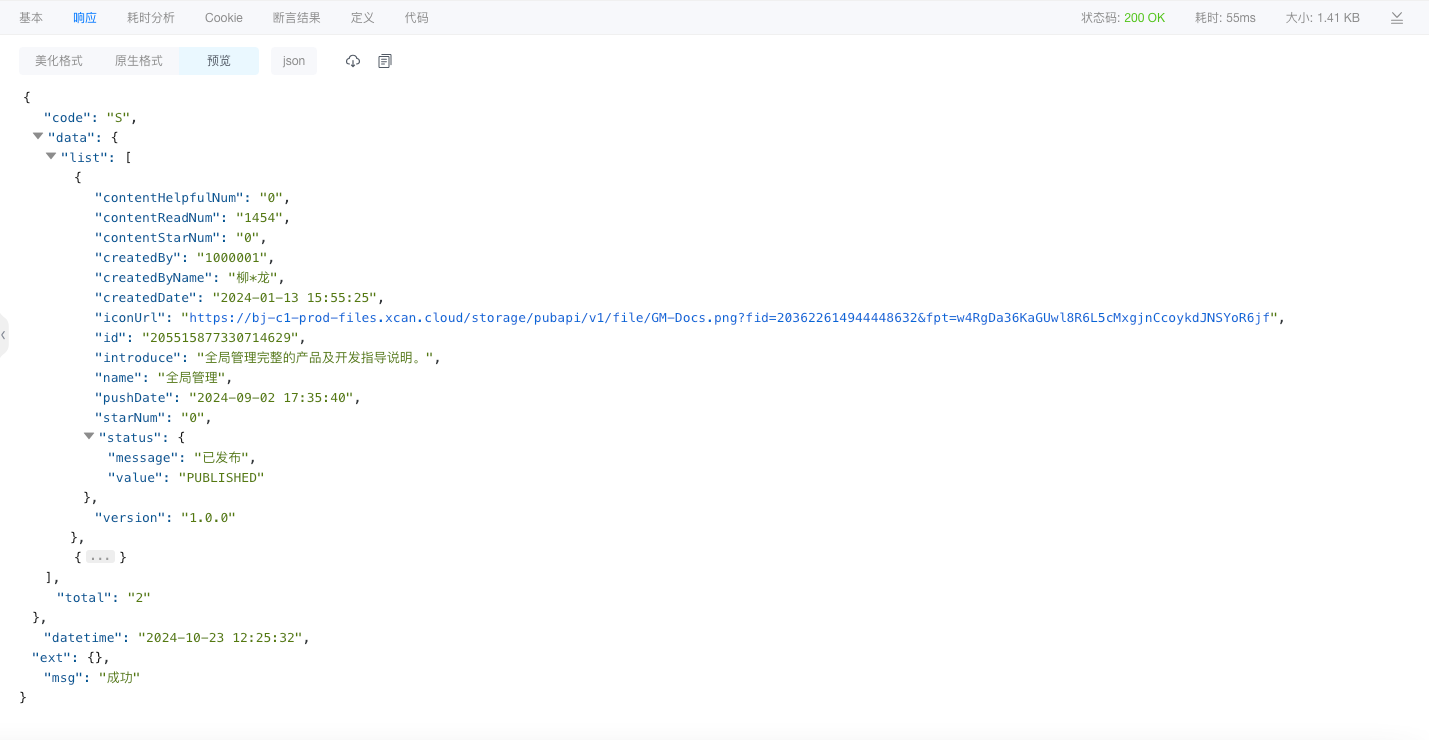 基本 响应 耗时分析 Cookie 断言结果 定义 代码 状态码: 200 OK 耗时: 55ms 大小: 1.41 KB
美化格式 原生格式 预览 json
{
"code": "S",
"data": {
"list": [
{
"contentHelpfulNum": "0",
"contentReadNum": "1454",
"contentStarNum": "0",
"createdBy": "1000001",
"createdByName": "柳*龙",
"createdDate": "2024-01-13 15:55:25",
"iconUrl": "https://bj-c1-prod-files.xcan.cloud/storage/pubapi/v1/file/GM-Docs.png?fid=203622614944448632&fpt=w4RgDa36KaGUwl8R6L5cMxgjnCcoykdJNSYoR6jf",
"id": "205515877330714629",
"introduce": "全局管理完整的产品及开发指导说明。",
"name": "全局管理",
"pushDate": "2024-09-02 17:35:40",
"starNum": "0",
"status": {
"message": "已发布",
"value": "PUBLISHED"
},
"version": "1.0.0"
},
{ ... }
],
"total": "2"
},
"datetime": "2024-10-23 12:25:32",
"ext": {},
"msg": "成功"
}